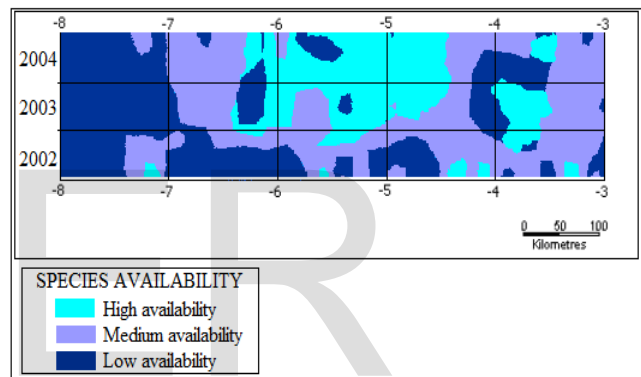 -8 -7 -6 -5 -4 -3
2004
2003
2002
-8 -7 -6 -5 -4 -3
0 50 100
Kilometres
SPECIES AVAILABILITY
High availability
Medium availability
Low availability
ER